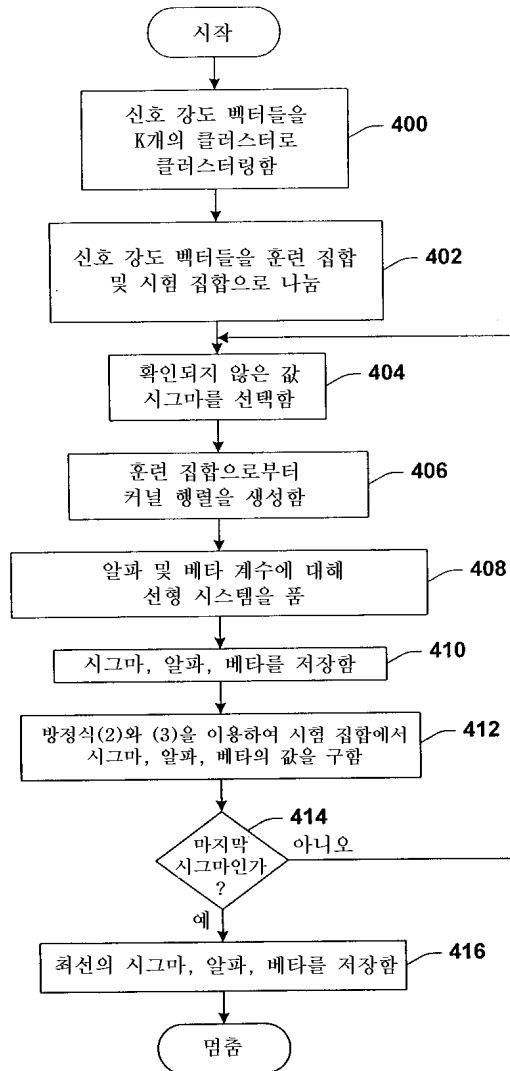 시작
신호 강도 벡터들을
K개의 클러스터로
클러스터링함
400
신호 강도 벡터들을 훈련 집합
및 시험 집합으로 나눔
402
확인되지 않은 값
시그마를 선택함
404
훈련 집합으로부터
커널 행렬을 생성함
406
알파 및 베타 계수에 대해
선형 시스템을 품
408
시그마, 알파, 베타를 저장함
410
방정식(2)와 (3)을 이용하여 시험 집합에서
시그마, 알파, 베타의 값을 구함
412
414
마지막
시그마인가
?
아니오
예
최선의 시그마, 알파, 베타를 저장함
416
멈춤